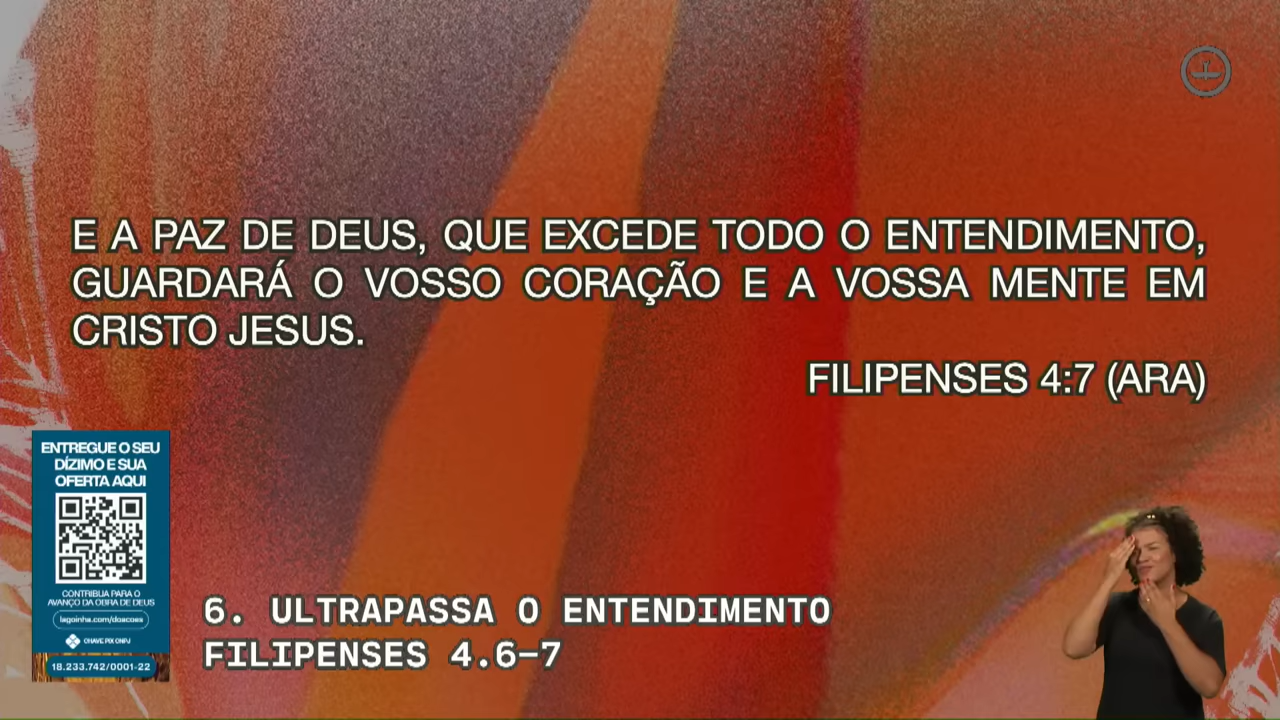 E A PAZ DE DEUS, QUE EXCEDE TODO O ENTENDIMENTO,
GUARDARÁ O VOSSO CORAÇÃO E A VOSSA MENTE EM
CRISTO JESUS.
FILIPENSES 4:7 (ARA)
ENTREGUE O SEU
DÍZIMO E SUA
OFERTA AQUI
CONTRIBUA PARA O
AVANÇO DA OBRA DE DEUS
lagoinha.com/doacoes
CHAVE PIX CNPJ
18.233.742/0001-22
6. ULTRAPASSA O ENTENDIMENTO
FILIPENSES 4.6-7